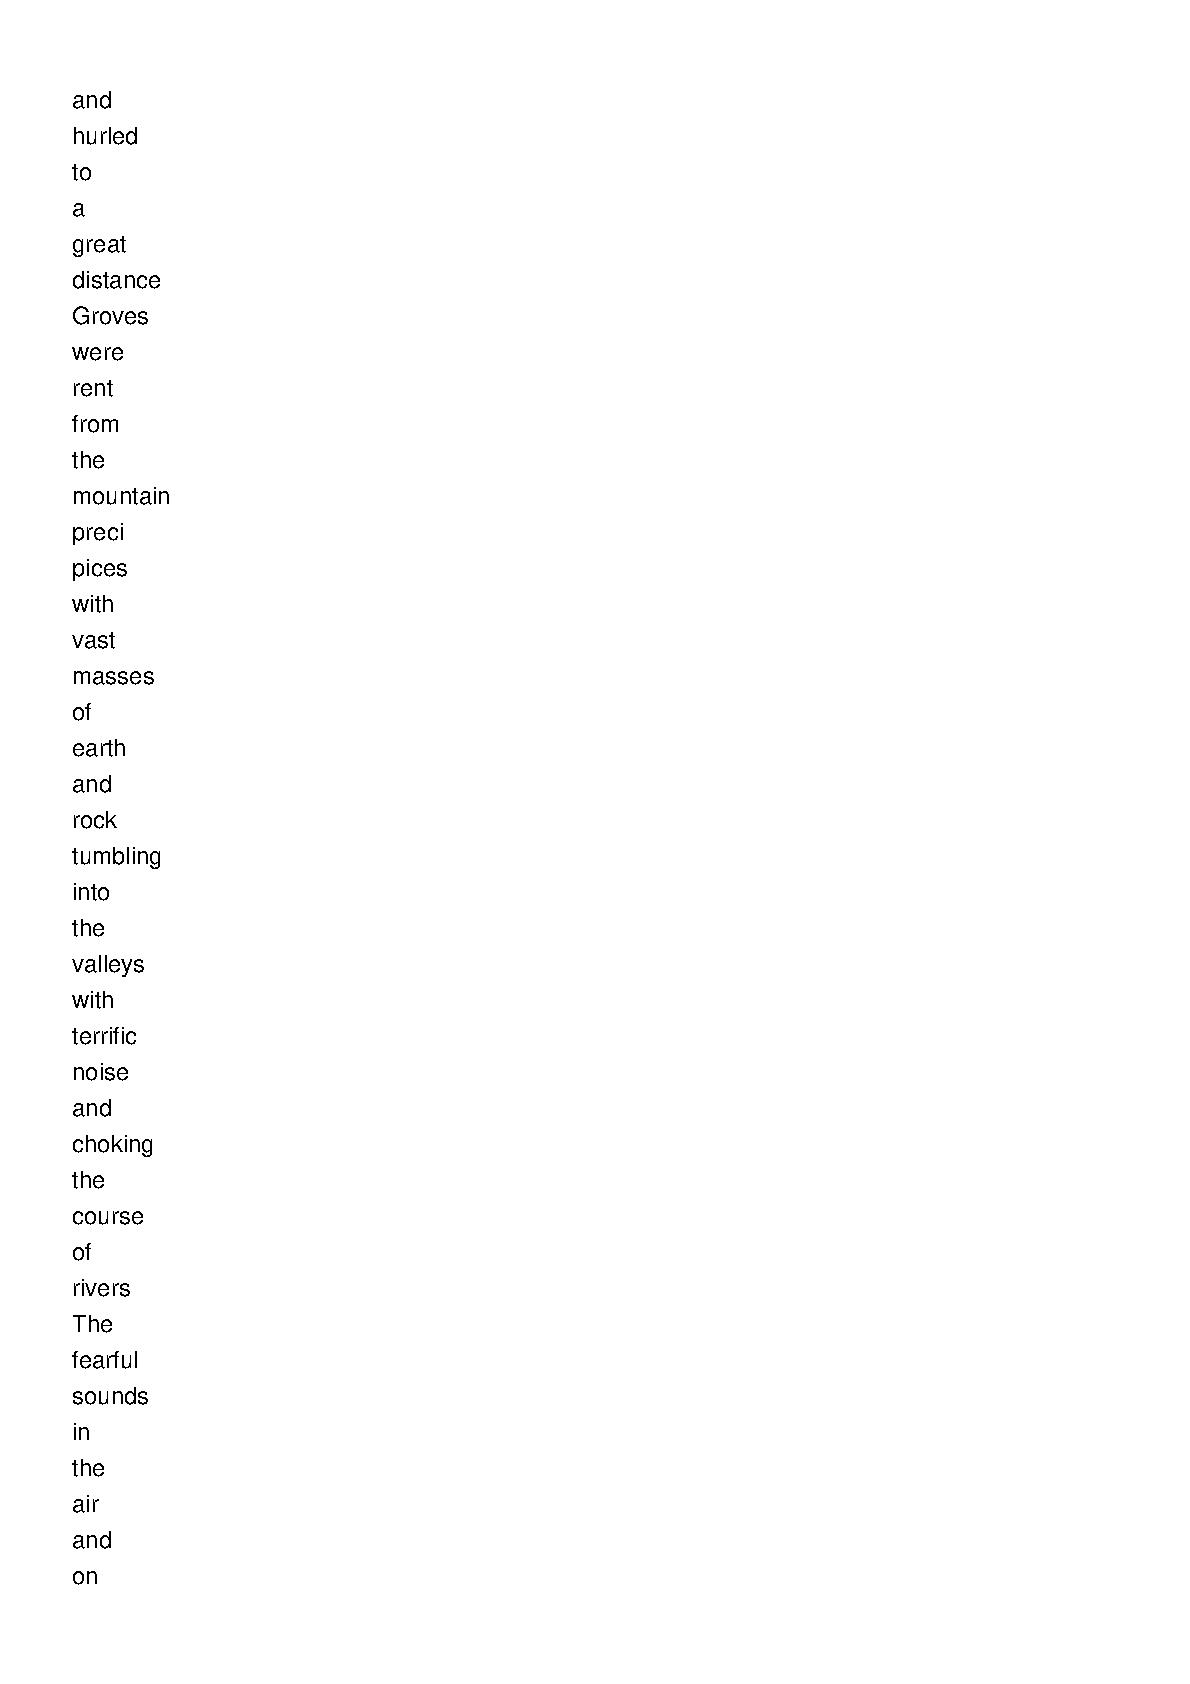 and
hurled
to
a
great
distance
Groves
were
rent
from
the
mountain
preci
pices
with
vast
masses
of
earth
and
rock
tumbling
into
the
valleys
with
terrific
noise
and
choking
the
course
of
rivers
The
fearful
sounds
in
the
air
and
on